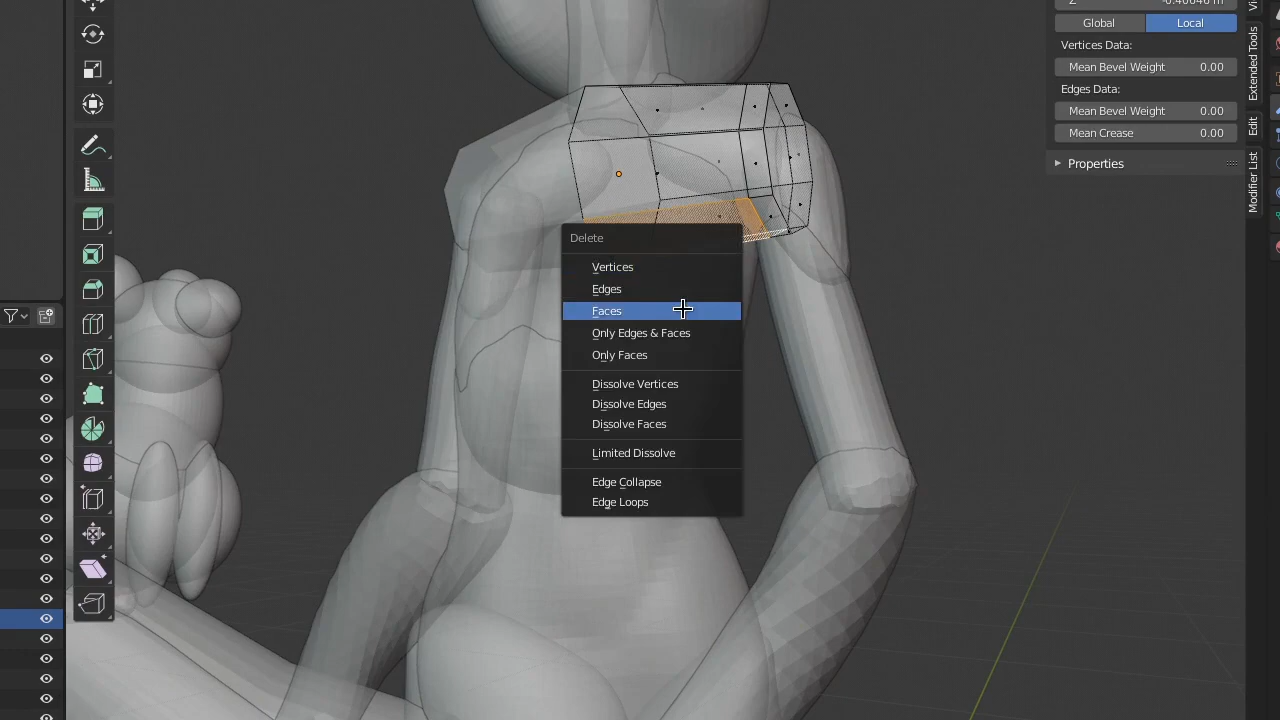 Z -0.40046 m
Global Local
Vertices Data:
Mean Bevel Weight 0.00
Edges Data:
Mean Bevel Weight 0.00
Mean Crease 0.00
Properties
Extended Tools
Edit
Modifier List
Delete
Vertices
Edges
Faces
Only Edges & Faces
Only Faces
Dissolve Vertices
Dissolve Edges
Dissolve Faces
Limited Dissolve
Edge Collapse
Edge Loops